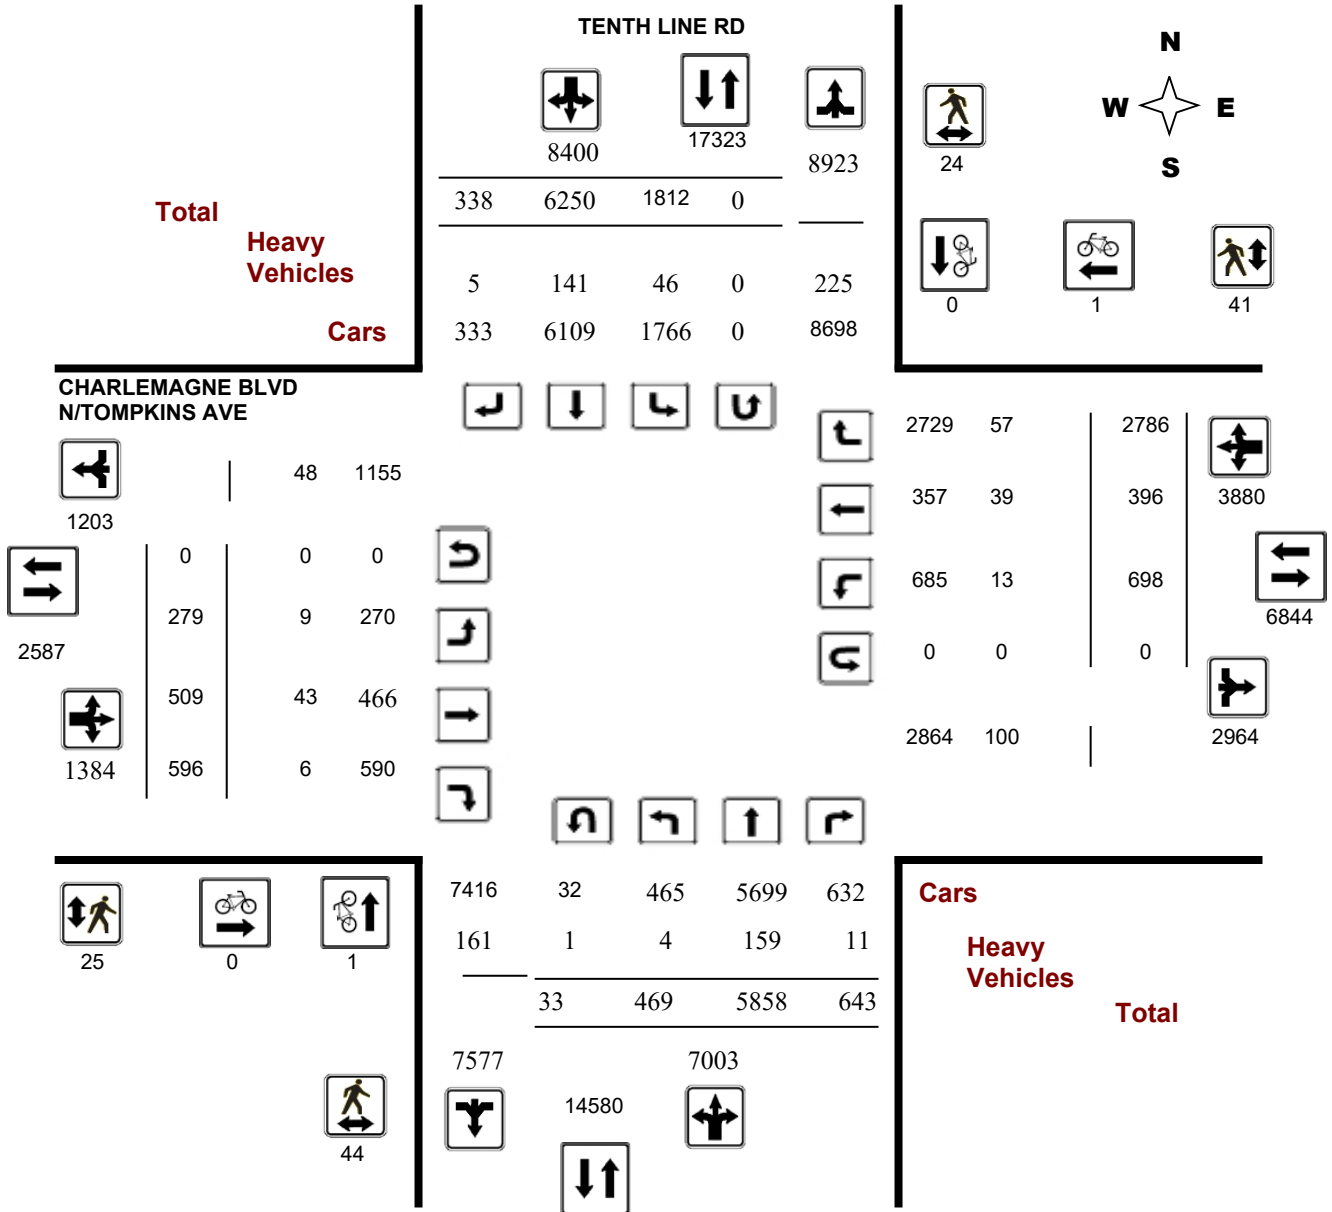 TENTH LINE RD
N
W E
S
17323
8400
8923
24
338 6250 1812 0
Total
Heavy
Vehicles
5 141 46 0 225
0 1 41
Cars
333 6109 1766 0 8698
CHARLEMAGNE BLVD
N/TOMPKINS AVE
2729 57 2786
48 1155
357 39 396 3880
1203
0 0 0
685 13 698
279 9 270
6844
2587
0 0 0
509 43 466
2864 100 2964
1384 596 6 590
7416 32 465 5699 632
Cars
161 1 4 159 11
Heavy
Vehicles
25 0 1
33 469 5858 643
Total
7577 7003
14580
44